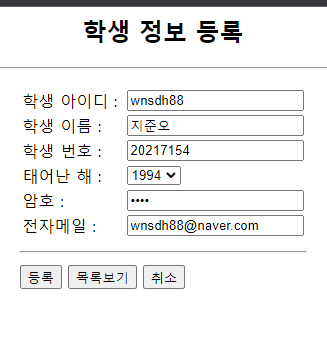 학생 정보 등록
학생 아이디 : wnsdh88
학생 이름 : 지준오
학생 번호 : 20217154
태어난 해 : 1994
암호 : ••••
전자메일 : wnsdh88@naver.com
등록 목록보기 취소